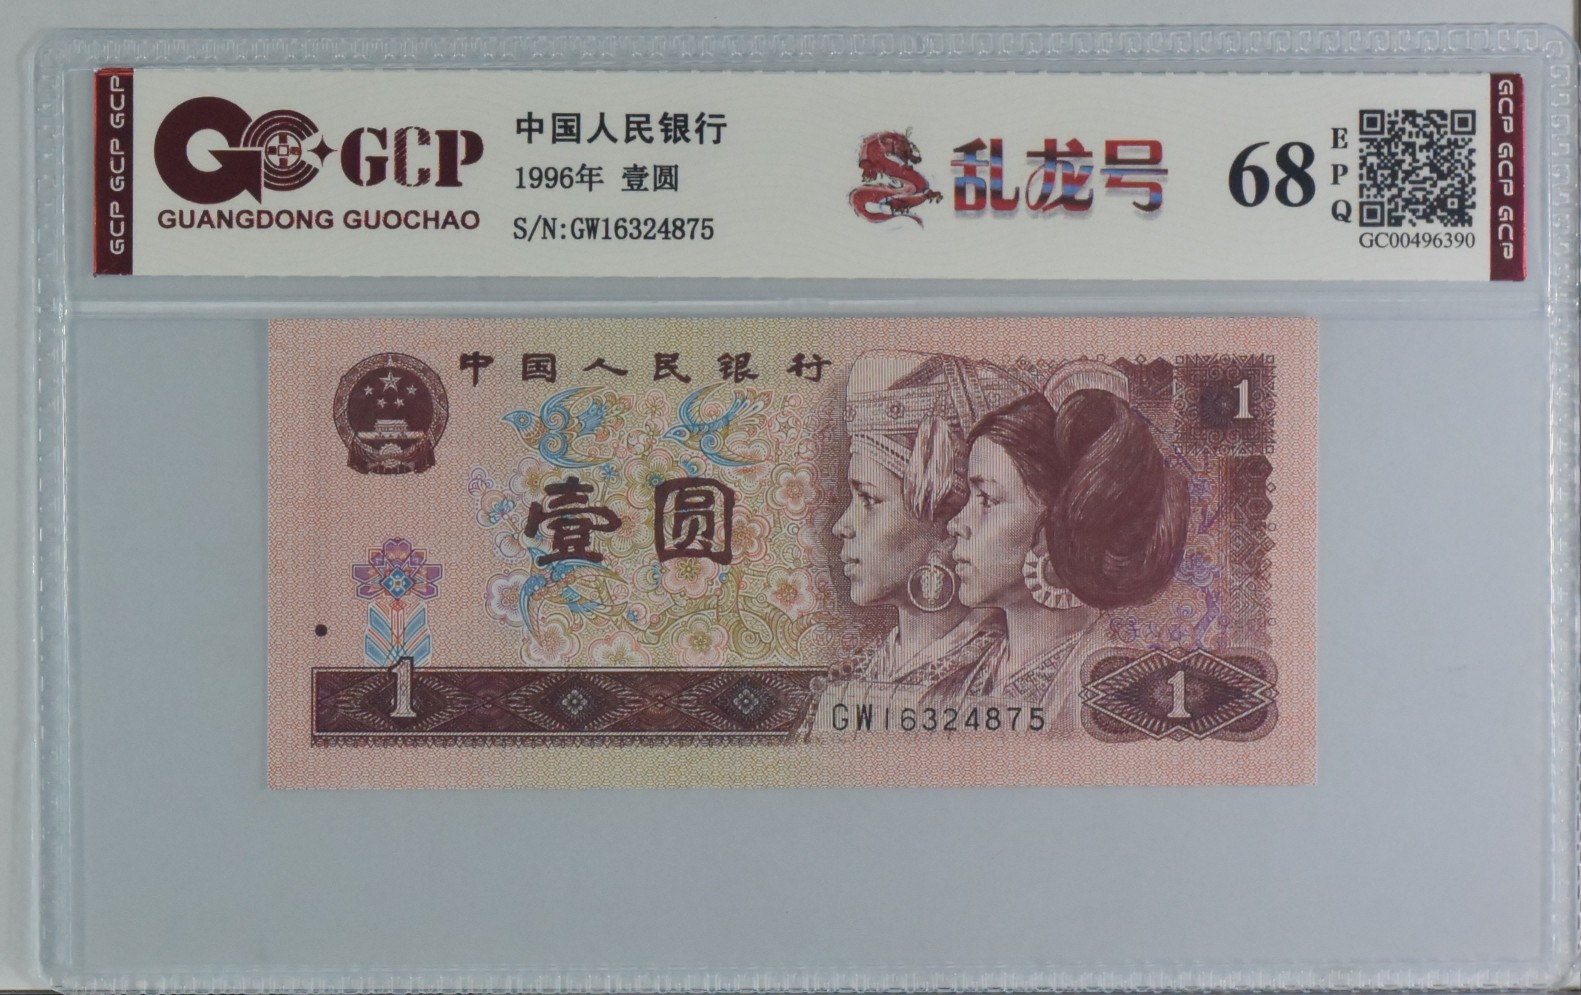 GCP GCP GCP
GCP
GUANGDONG GUOCHAO
中国人民银行
1996年 壹圆
S/N:GW16324875
乱龙号
68
EPQ
GC00496390
GCP GCP GCP
中国人民银行
1
壹圆
1
GW16324875
1